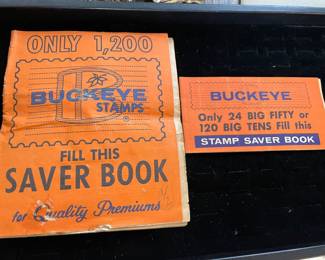 ONLY 1,200
BUCKEYE
STAMPS
®
FILL THIS
SAVER BOOK
for Quality Premiums
BUCKEYE
Only 24 BIG FIFTY or
120 BIG TENS Fill this
STAMP SAVER BOOK